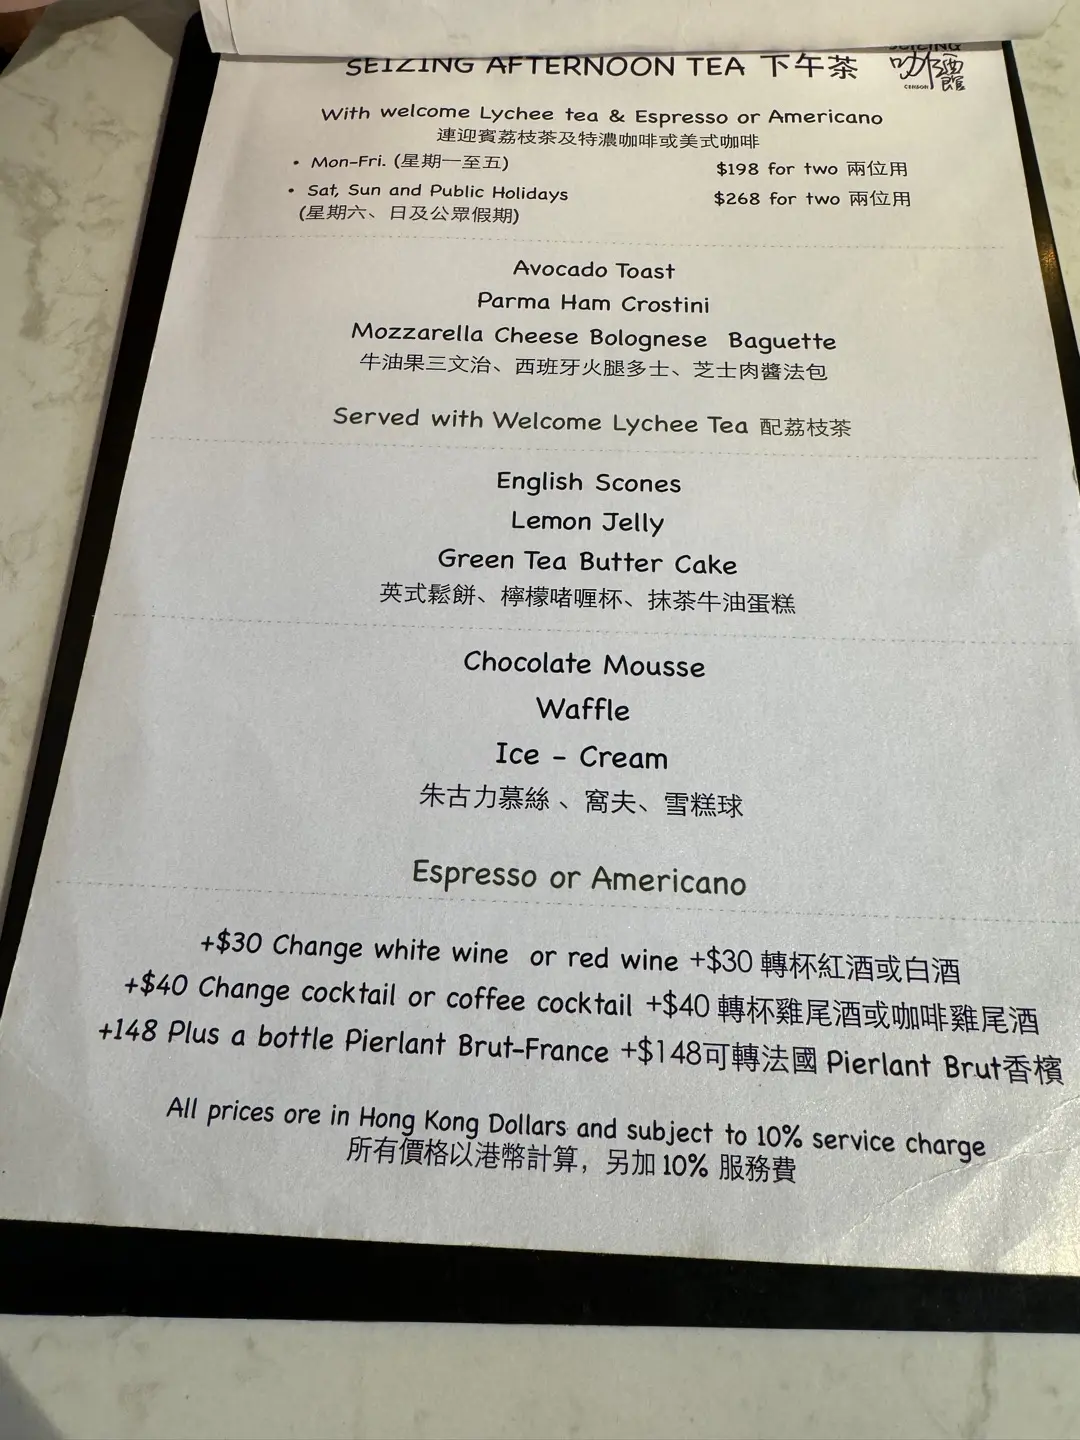 SEIZING AFTERNOON TEA 下午茶
SEIZING
CENSON
With welcome Lychee tea & Espresso or Americano
連迎賓荔枝茶及特濃咖啡或美式咖啡
• Mon-Fri. (星期一至五) $198 for two 兩位用
• Sat, Sun and Public Holidays $268 for two 兩位用
(星期六、日及公眾假期)
Avocado Toast
Parma Ham Crostini
Mozzarella Cheese Bolognese Baguette
牛油果三文治、西班牙火腿多士、芝士肉醬法包
Served with Welcome Lychee Tea 配荔枝茶
English Scones
Lemon Jelly
Green Tea Butter Cake
英式鬆餅、檸檬啫喱杯、抹茶牛油蛋糕
Chocolate Mousse
Waffle
Ice - Cream
朱古力慕絲 、窩夫、雪糕球
Espresso or Americano
+$30 Change white wine or red wine +$30 轉杯紅酒或白酒
+$40 Change cocktail or coffee cocktail +$40 轉杯雞尾酒或咖啡雞尾酒
+148 Plus a bottle Pierlant Brut-France +$148可轉法國 Pierlant Brut香檳
All prices ore in Hong Kong Dollars and subject to 10% service charge
所有價格以港幣計算，另加 10% 服務費